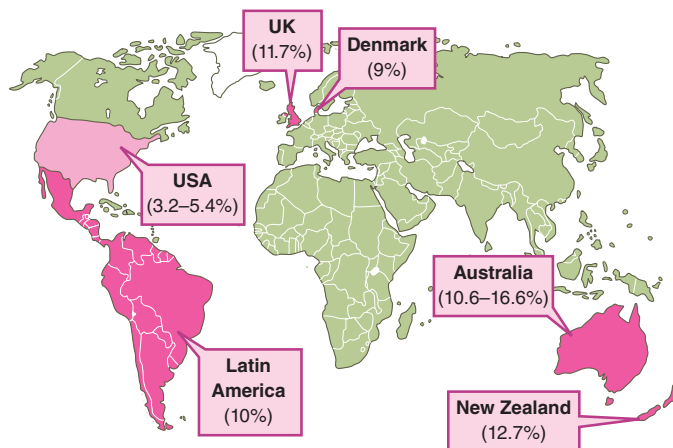 UK
(11.7%)
Denmark
(9%)
USA
(3.2–5.4%)
Australia
(10.6–16.6%)
Latin
America
(10%)
New Zealand
(12.7%)